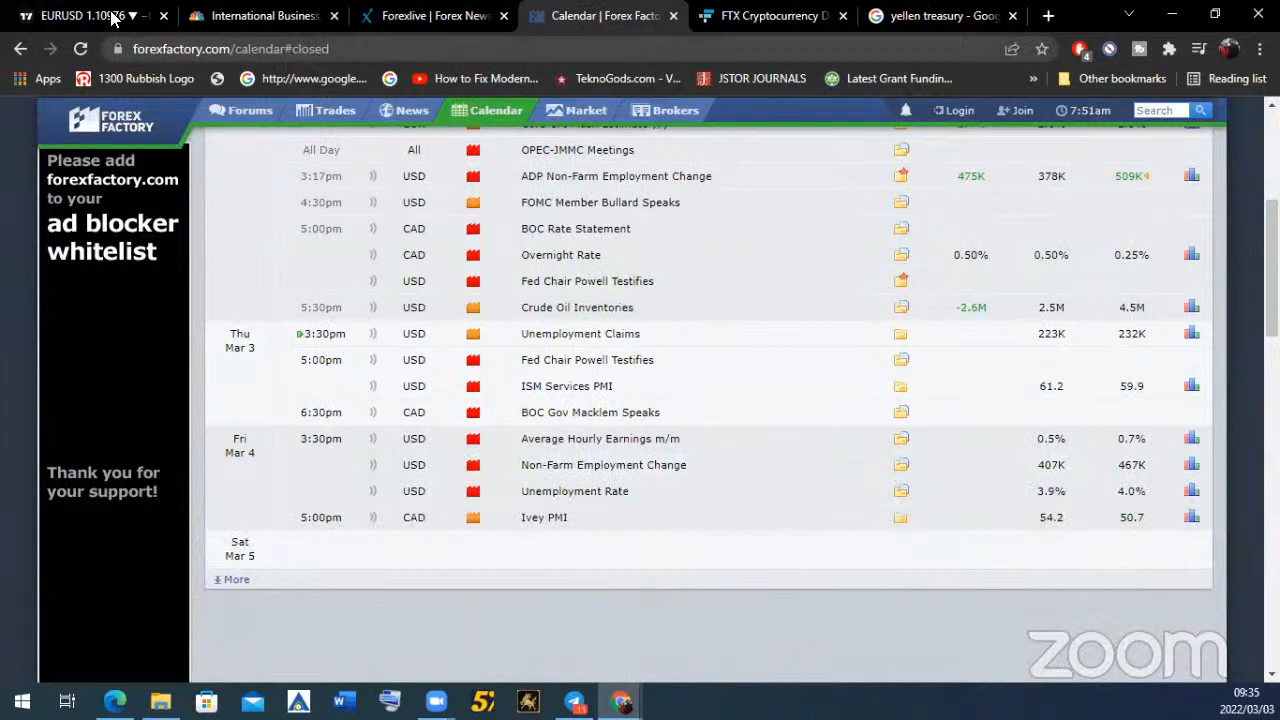 EURUSD 1.10976 ▼ –
International Business
Forexlive | Forex News
Calendar | Forex Facto
FTX Cryptocurrency D
yellen treasury - Goog
forexfactory.com/calendar#closed
4
Apps
1300 Rubbish Logo
http://www.google....
How to Fix Modern...
TeknoGods.com - V...
JSTOR JOURNALS
Latest Grant Fundin...
»
Other bookmarks
Reading list
FOREX
FACTORY
Forums
Trades
News
Calendar
Market
Brokers
Login
Join
7:51am
Search
Please add
forexfactory.com
to your
ad blocker
whitelist
Thank you for
your support!
All Day All OPEC-JMMC Meetings
3:17pm USD ADP Non-Farm Employment Change 475K 378K 509K
4:30pm USD FOMC Member Bullard Speaks
5:00pm CAD BOC Rate Statement
CAD Overnight Rate 0.50% 0.50% 0.25%
USD Fed Chair Powell Testifies
5:30pm USD Crude Oil Inventories -2.6M 2.5M 4.5M
Thu
Mar 3
3:30pm USD Unemployment Claims 223K 232K
5:00pm USD Fed Chair Powell Testifies
USD ISM Services PMI 61.2 59.9
6:30pm CAD BOC Gov Macklem Speaks
Fri
Mar 4
3:30pm USD Average Hourly Earnings m/m 0.5% 0.7%
USD Non-Farm Employment Change 407K 467K
USD Unemployment Rate 3.9% 4.0%
5:00pm CAD Ivey PMI 54.2 50.7
Sat
Mar 5
More
zoom
09:35
2022/03/03